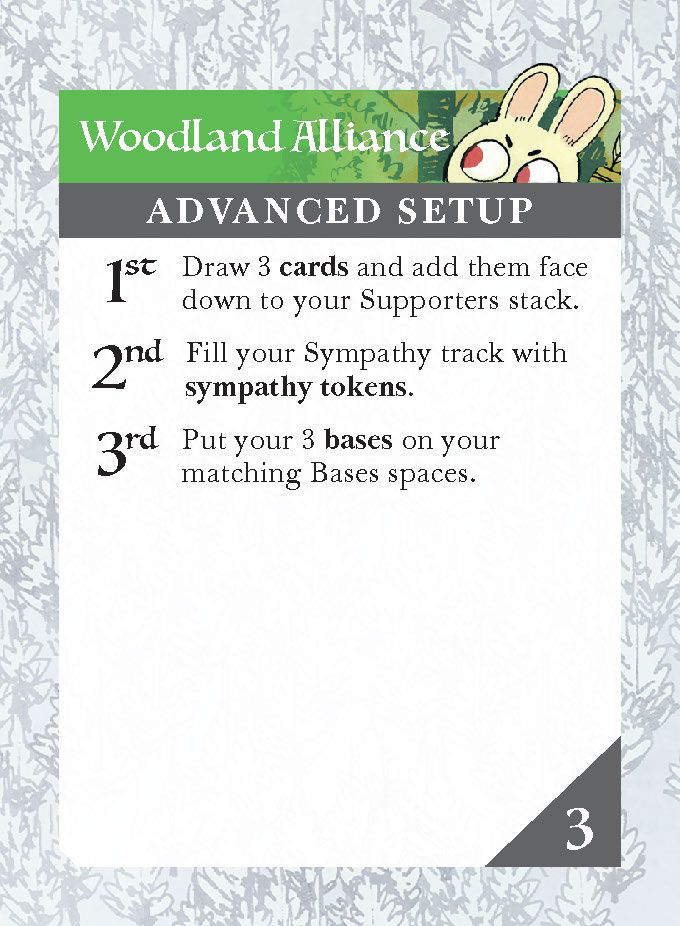 Woodland Alliance
ADVANCED SETUP
1st Draw 3 cards and add them face
down to your Supporters stack.
2nd Fill your Sympathy track with
sympathy tokens.
3rd Put your 3 bases on your
matching Bases spaces.
3